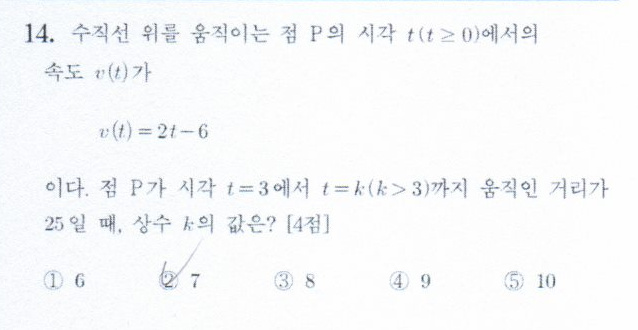 14. 수직선 위를 움직이는 점 P의 시각 t(t≥0)에서의
속도 v(t)가
v(t)=2t-6
이다. 점 P가 시각 t=3에서 t=k(k>3)까지 움직인 거리가
25일 때, 상수 k의 값은? [4점]
① 6 ② 7 ③ 8 ④ 9 ⑤ 10